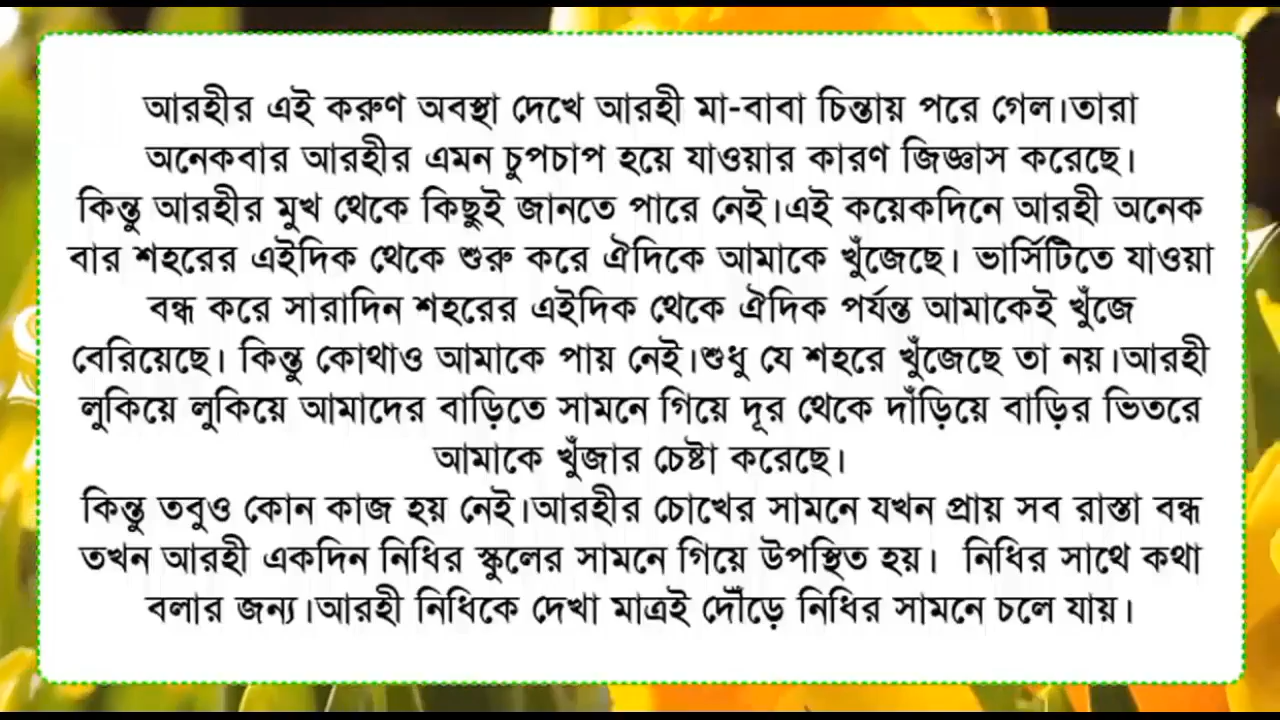 আরহীর এই করুণ অবস্থা দেখে আরহী মা-বাবা চিন্তায় পরে গেল।তারা
অনেকবার আরহীর এমন চুপচাপ হয়ে যাওয়ার কারণ জিজ্ঞাস করেছে।
কিন্তু আরহীর মুখ থেকে কিছুই জানতে পারে নেই।এই কয়েকদিনে আরহী অনেক
বার শহরের এইদিক থেকে শুরু করে ঐদিকে আমাকে খুঁজেছে। ভার্সিটিতে যাওয়া
বন্ধ করে সারাদিন শহরের এইদিক থেকে ঐদিক পর্যন্ত আমাকেই খুঁজে
বেরিয়েছে। কিন্তু কোথাও আমাকে পায় নেই।শুধু যে শহরে খুঁজেছে তা নয়।আরহী
লুকিয়ে লুকিয়ে আমাদের বাড়িতে সামনে গিয়ে দূর থেকে দাঁড়িয়ে বাড়ির ভিতরে
আমাকে খুঁজার চেষ্টা করেছে।
কিন্তু তবুও কোন কাজ হয় নেই।আরহীর চোখের সামনে যখন প্রায় সব রাস্তা বন্ধ
তখন আরহী একদিন নিধির স্কুলের সামনে গিয়ে উপস্থিত হয়।  নিধির সাথে কথা
বলার জন্য।আরহী নিধিকে দেখা মাত্রই দৌঁড়ে নিধির সামনে চলে যায়।